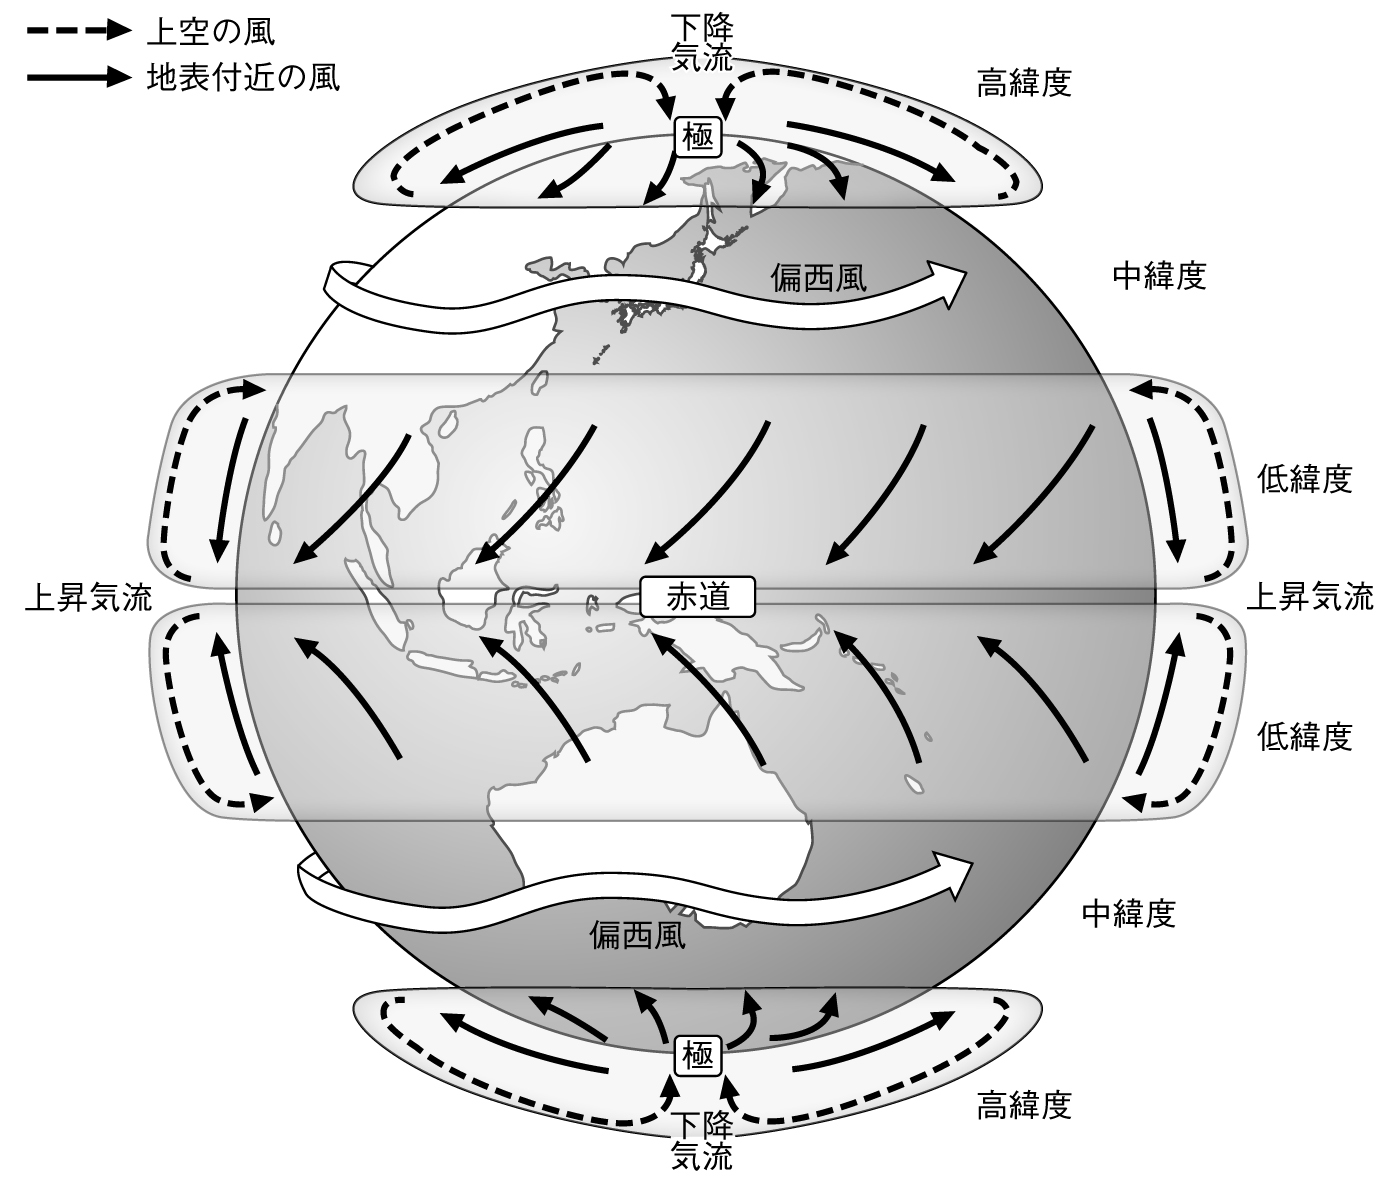 上空の風
地表付近の風
下降
気流
高緯度
極
中緯度
偏西風
低緯度
上昇気流
赤道
上昇気流
低緯度
中緯度
偏西風
極
高緯度
下降
気流